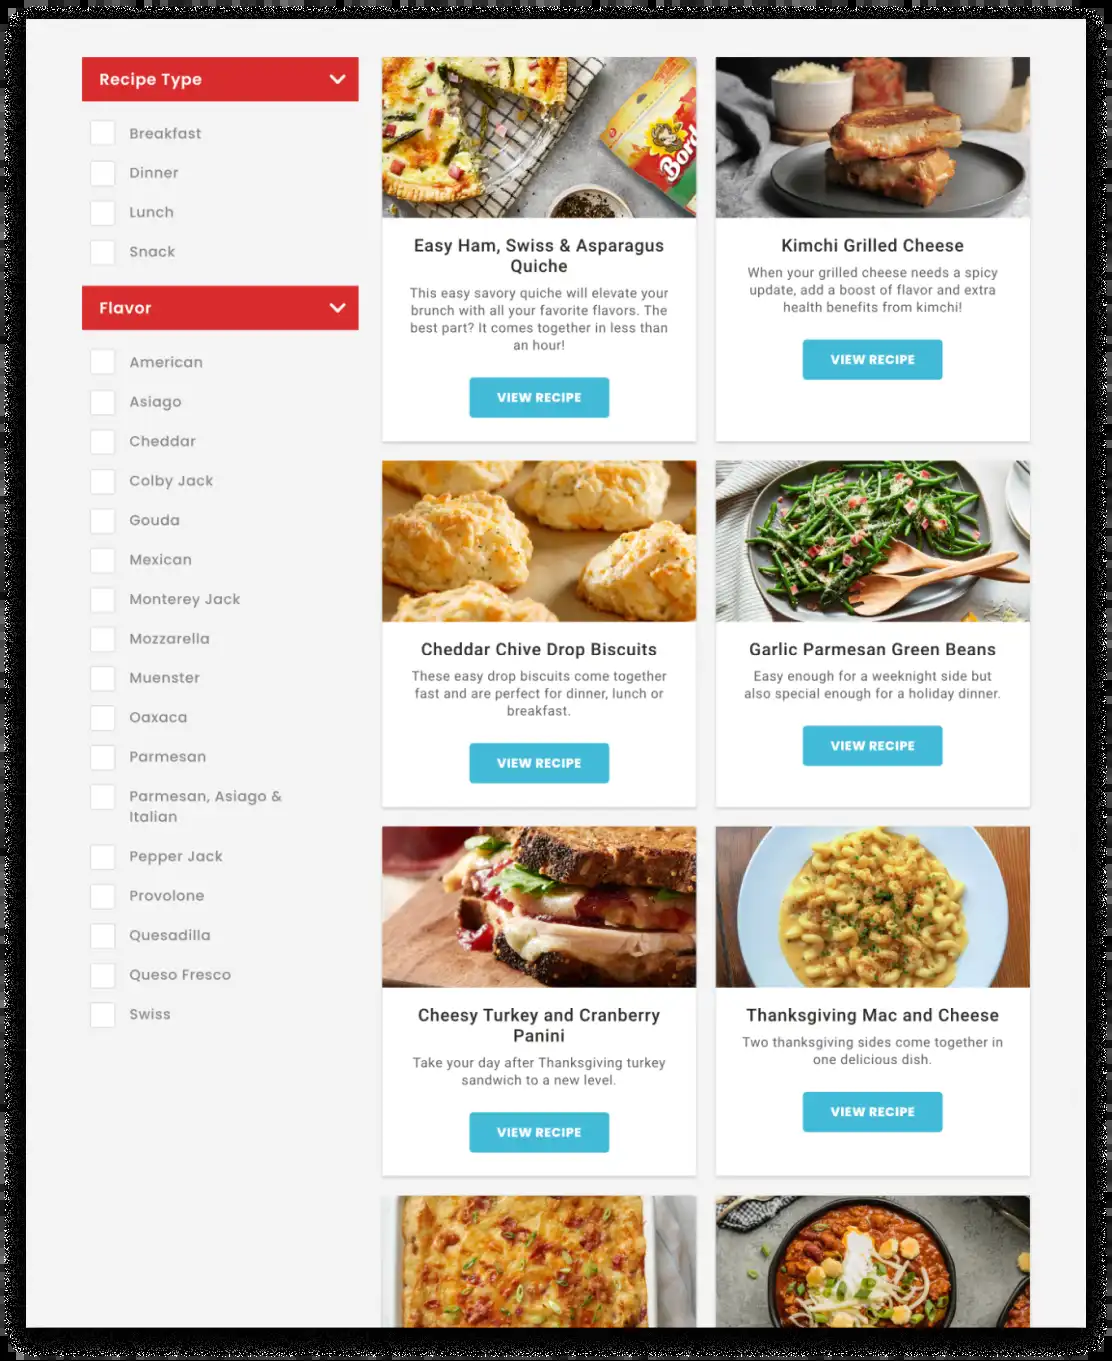 Recipe Type
Breakfast
Dinner
Lunch
Snack
Flavor
American
Asiago
Cheddar
Colby Jack
Gouda
Mexican
Monterey Jack
Mozzarella
Muenster
Oaxaca
Parmesan
Parmesan, Asiago &
Italian
Pepper Jack
Provolone
Quesadilla
Queso Fresco
Swiss
Bord
Easy Ham, Swiss & Asparagus
Quiche
This easy savory quiche will elevate your
brunch with all your favorite flavors. The
best part? It comes together in less than
an hour!
VIEW RECIPE
Kimchi Grilled Cheese
When your grilled cheese needs a spicy
update, add a boost of flavor and extra
health benefits from kimchi!
VIEW RECIPE
Cheddar Chive Drop Biscuits
These easy drop biscuits come together
fast and are perfect for dinner, lunch or
breakfast.
VIEW RECIPE
Garlic Parmesan Green Beans
Easy enough for a weeknight side but
also special enough for a holiday dinner.
VIEW RECIPE
Cheesy Turkey and Cranberry
Panini
Take your day after Thanksgiving turkey
sandwich to a new level.
VIEW RECIPE
Thanksgiving Mac and Cheese
Two thanksgiving sides come together in
one delicious dish.
VIEW RECIPE